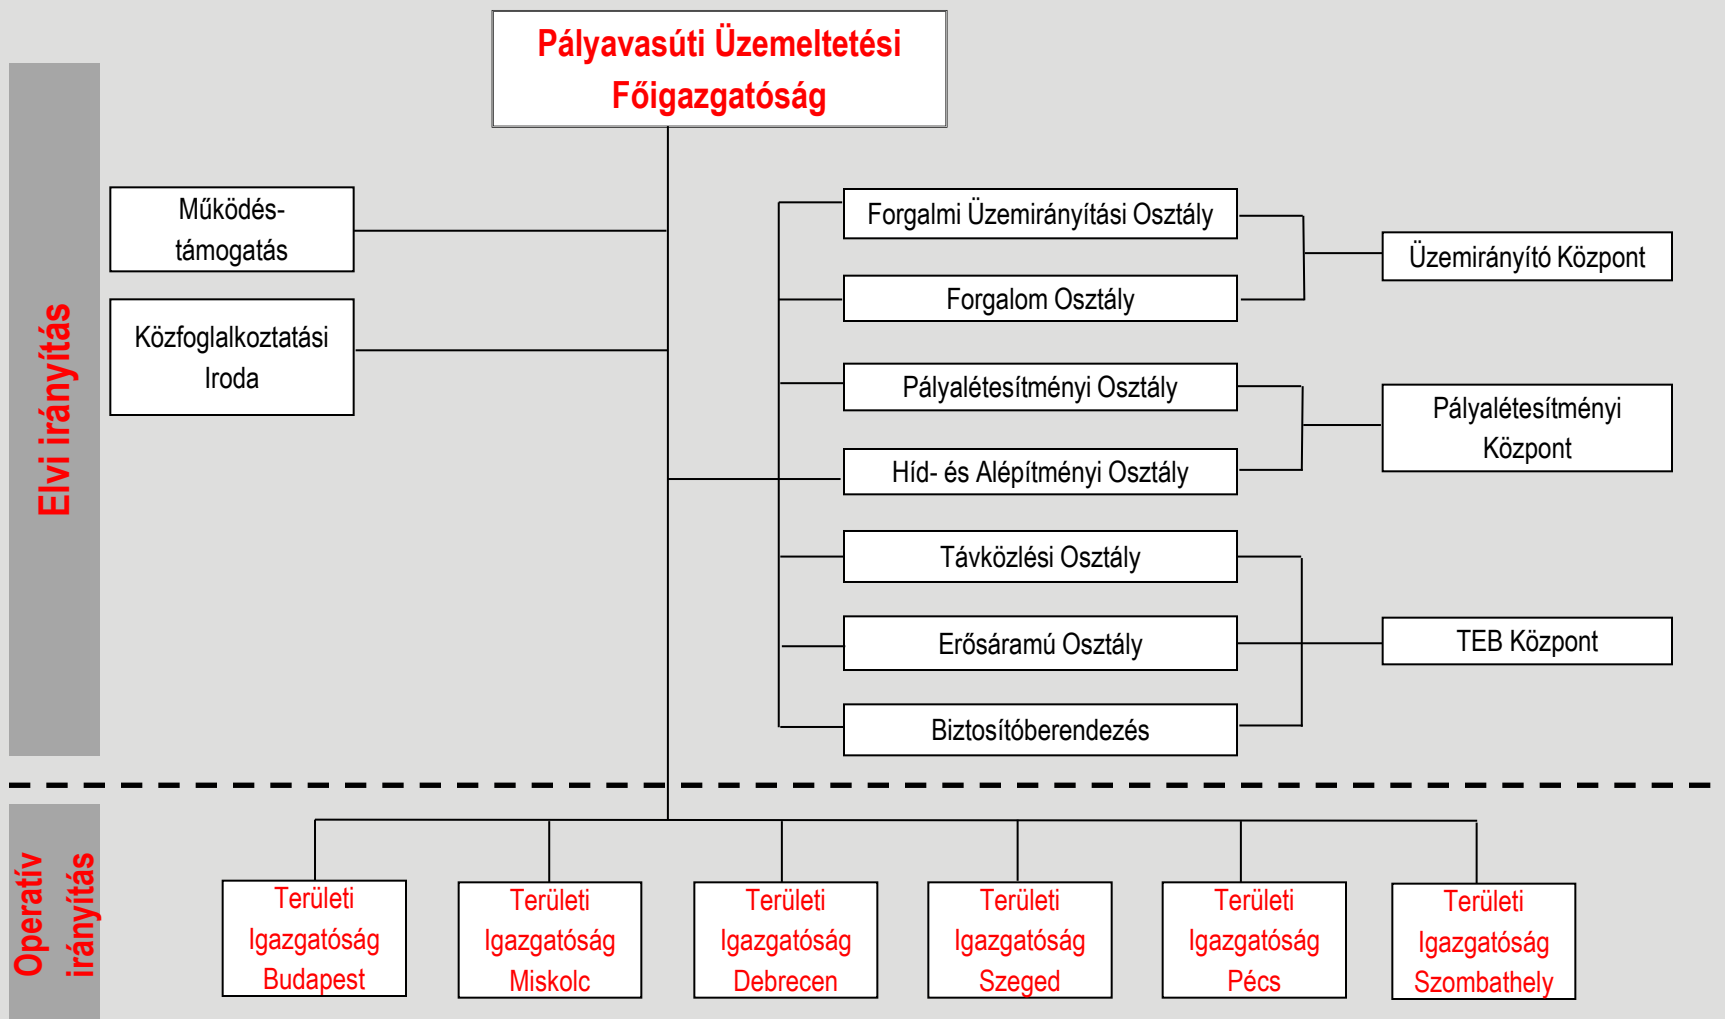 Pályavasúti Üzemeltetési
Főigazgatóság
Elvi irányítás
Működés-
támogatás
Közfoglalkoztatási
Iroda
Forgalmi Üzemirányítási Osztály
Forgalom Osztály
Pályalétesítményi Osztály
Híd- és Alépítményi Osztály
Távközlési Osztály
Erősáramú Osztály
Biztosítóberendezés
Üzemirányító Központ
Pályalétesítményi
Központ
TEB Központ
Operatív
irányítás
Területi
Igazgatóság
Budapest
Területi
Igazgatóság
Miskolc
Területi
Igazgatóság
Debrecen
Területi
Igazgatóság
Szeged
Területi
Igazgatóság
Pécs
Területi
Igazgatóság
Szombathely